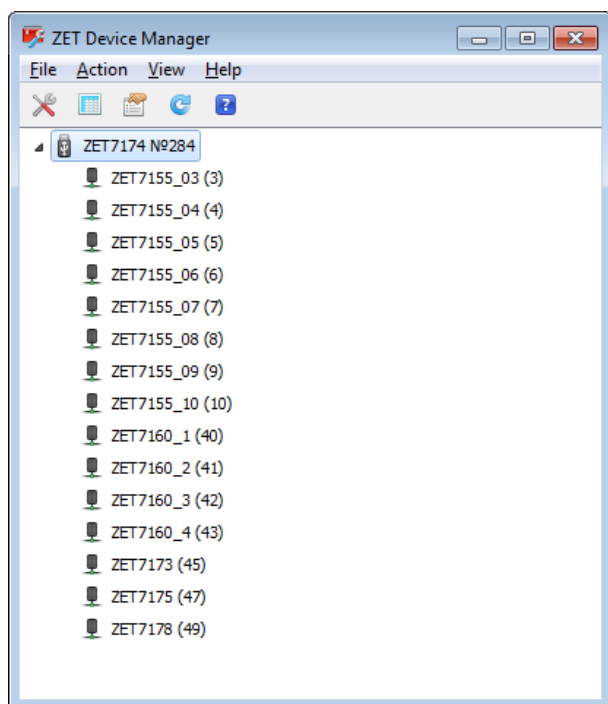 ZET Device Manager
File Action View Help
?
ZET7174 №284
ZET7155_03 (3)
ZET7155_04 (4)
ZET7155_05 (5)
ZET7155_06 (6)
ZET7155_07 (7)
ZET7155_08 (8)
ZET7155_09 (9)
ZET7155_10 (10)
ZET7160_1 (40)
ZET7160_2 (41)
ZET7160_3 (42)
ZET7160_4 (43)
ZET7173 (45)
ZET7175 (47)
ZET7178 (49)